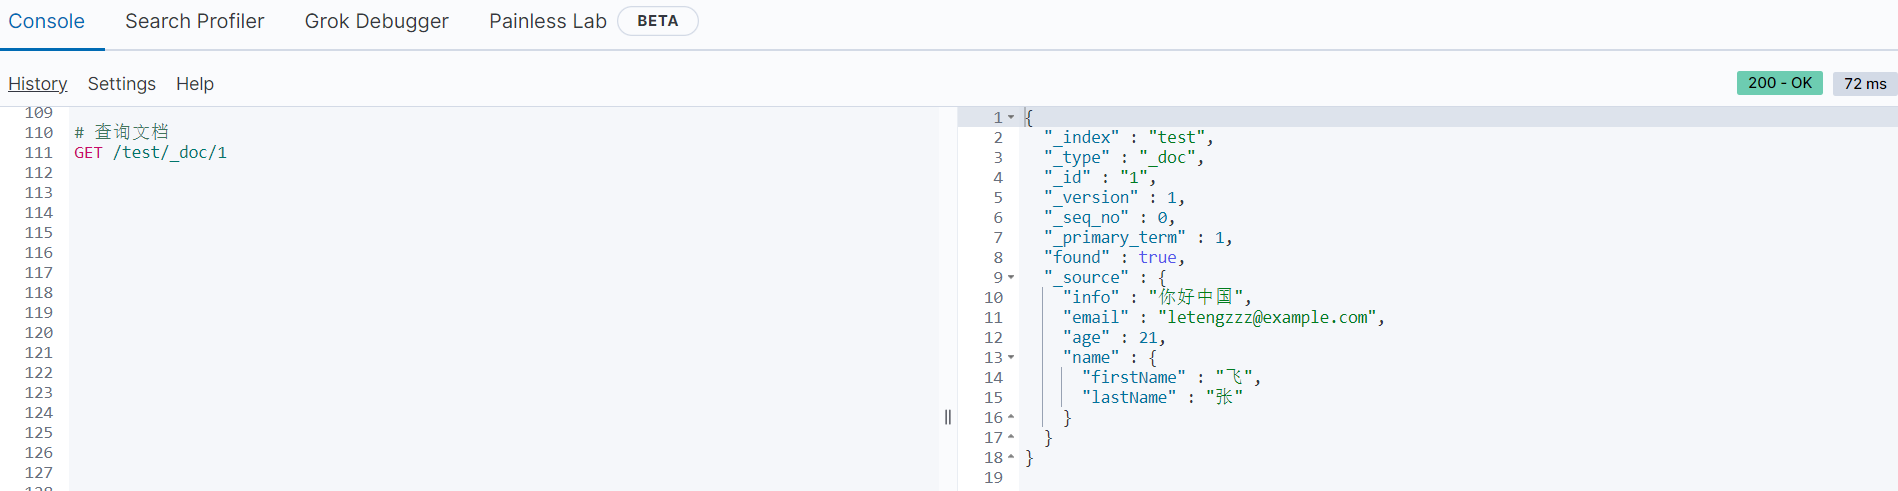 Console Search Profiler Grok Debugger Painless Lab BETA
History Settings Help 200 - OK 72 ms
109
110 # 查询文档
111 GET /test/_doc/1
112
113
114
115
116
117
118
119
120
121
122
123
124
125
126
127
128
1 {
2 "_index" : "test",
3 "_type" : "_doc",
4 "_id" : "1",
5 "_version" : 1,
6 "_seq_no" : 0,
7 "_primary_term" : 1,
8 "found" : true,
9 "_source" : {
10 "info" : "你好中国",
11 "email" : "letengzzz@example.com",
12 "age" : 21,
13 "name" : {
14 "firstName" : "飞",
15 "lastName" : "张"
16 }
17 }
18 }
19